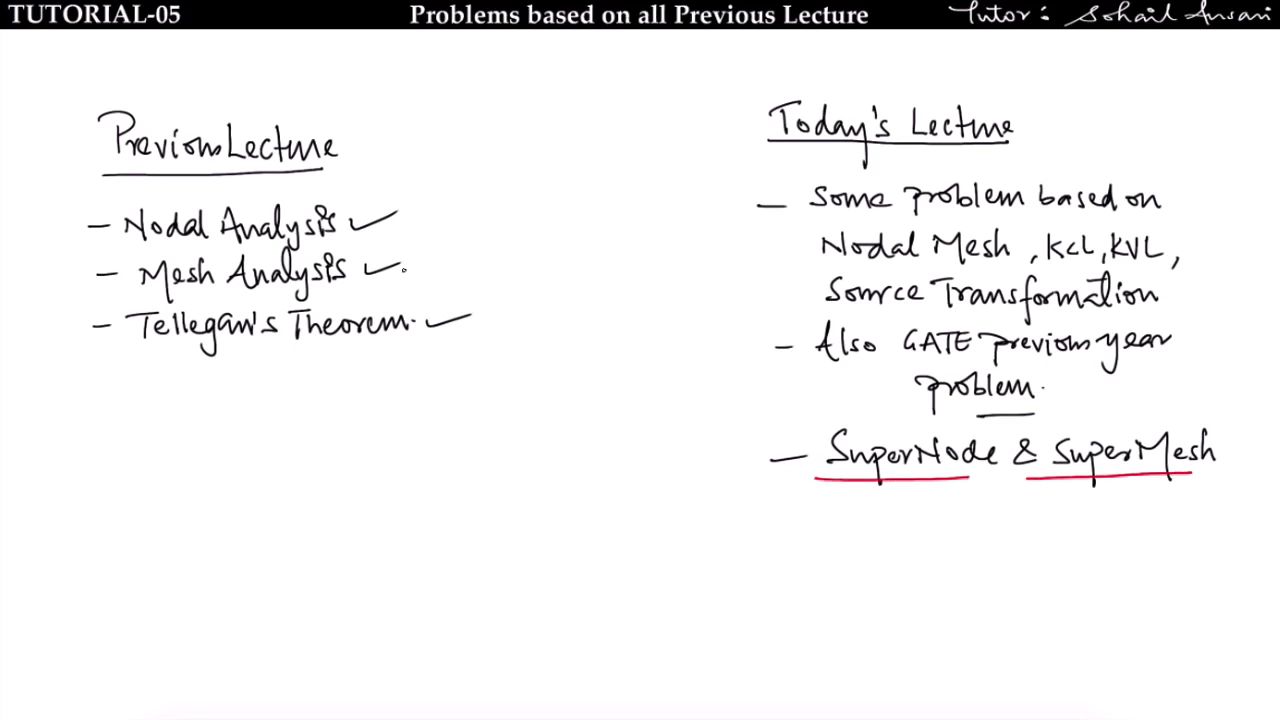 TUTORIAL-05
Problems based on all Previous Lecture
Tutor: Sohail Ansari
Previous Lecture
- Nodal Analysis ✓
- Mesh Analysis ✓
- Tellegan's Theorem. ✓
Today's Lecture
- Some problem based on
Nodal Mesh, KCL, KVL,
Source Transformation
- Also GATE previous year
problem.
- SuperNode & SuperMesh